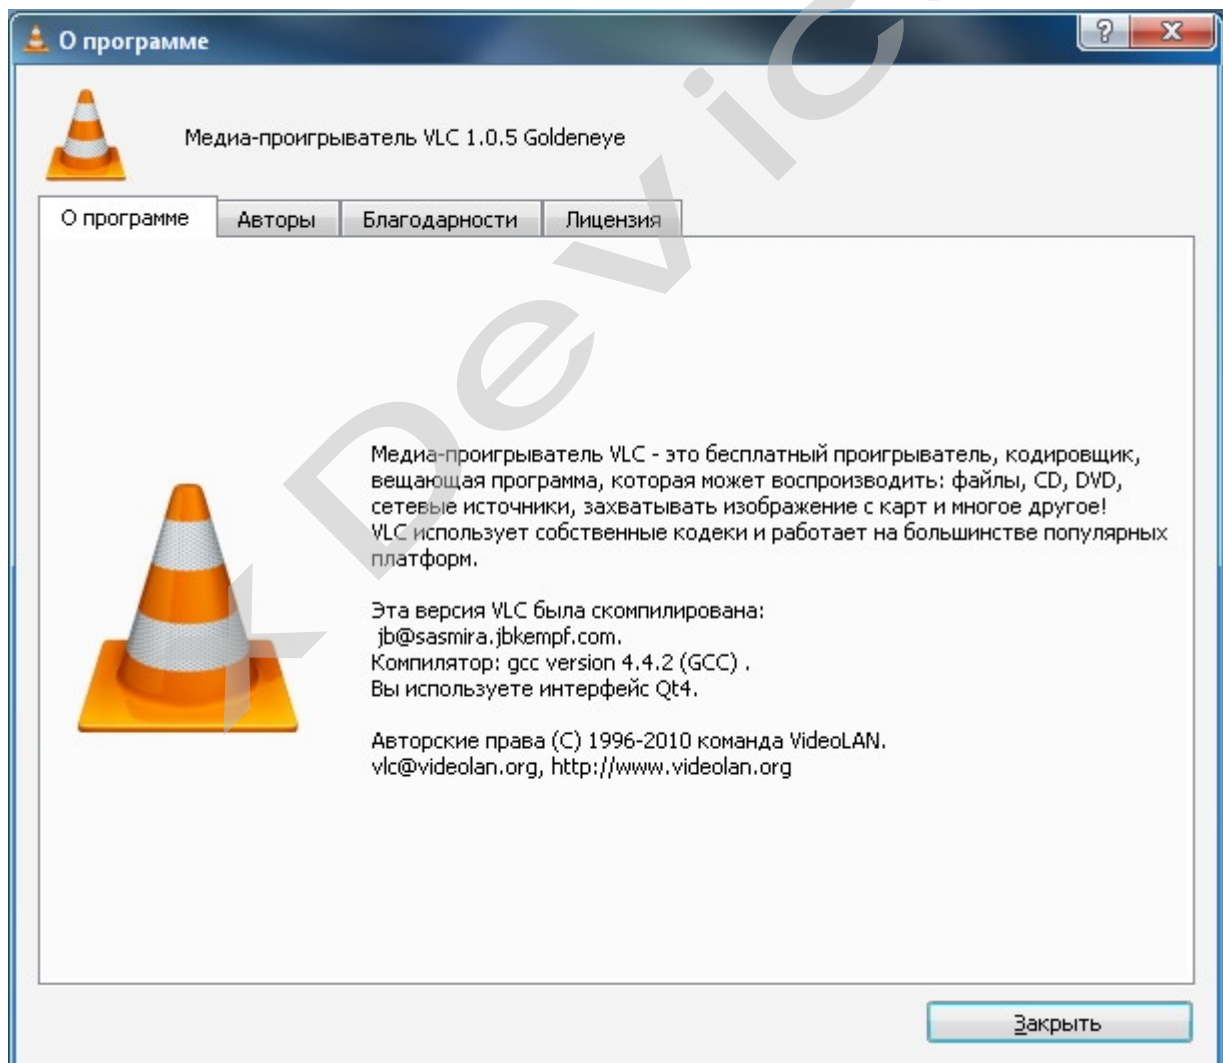 О программе
Медиа-проигрыватель VLC 1.0.5 Goldeneye
О программе Авторы Благодарности Лицензия
Медиа-проигрыватель VLC - это бесплатный проигрыватель, кодировщик,
вещающая программа, которая может воспроизводить: файлы, CD, DVD,
сетевые источники, захватывать изображение с карт и многое другое!
VLC использует собственные кодеки и работает на большинстве популярных
платформ.
Эта версия VLC была скомпилирована:
jb@sasmira.jbkempf.com.
Компилятор: gcc version 4.4.2 (GCC) .
Вы используете интерфейс Qt4.
Авторские права (C) 1996-2010 команда VideoLAN.
vlc@videolan.org, http://www.videolan.org
Закрыть